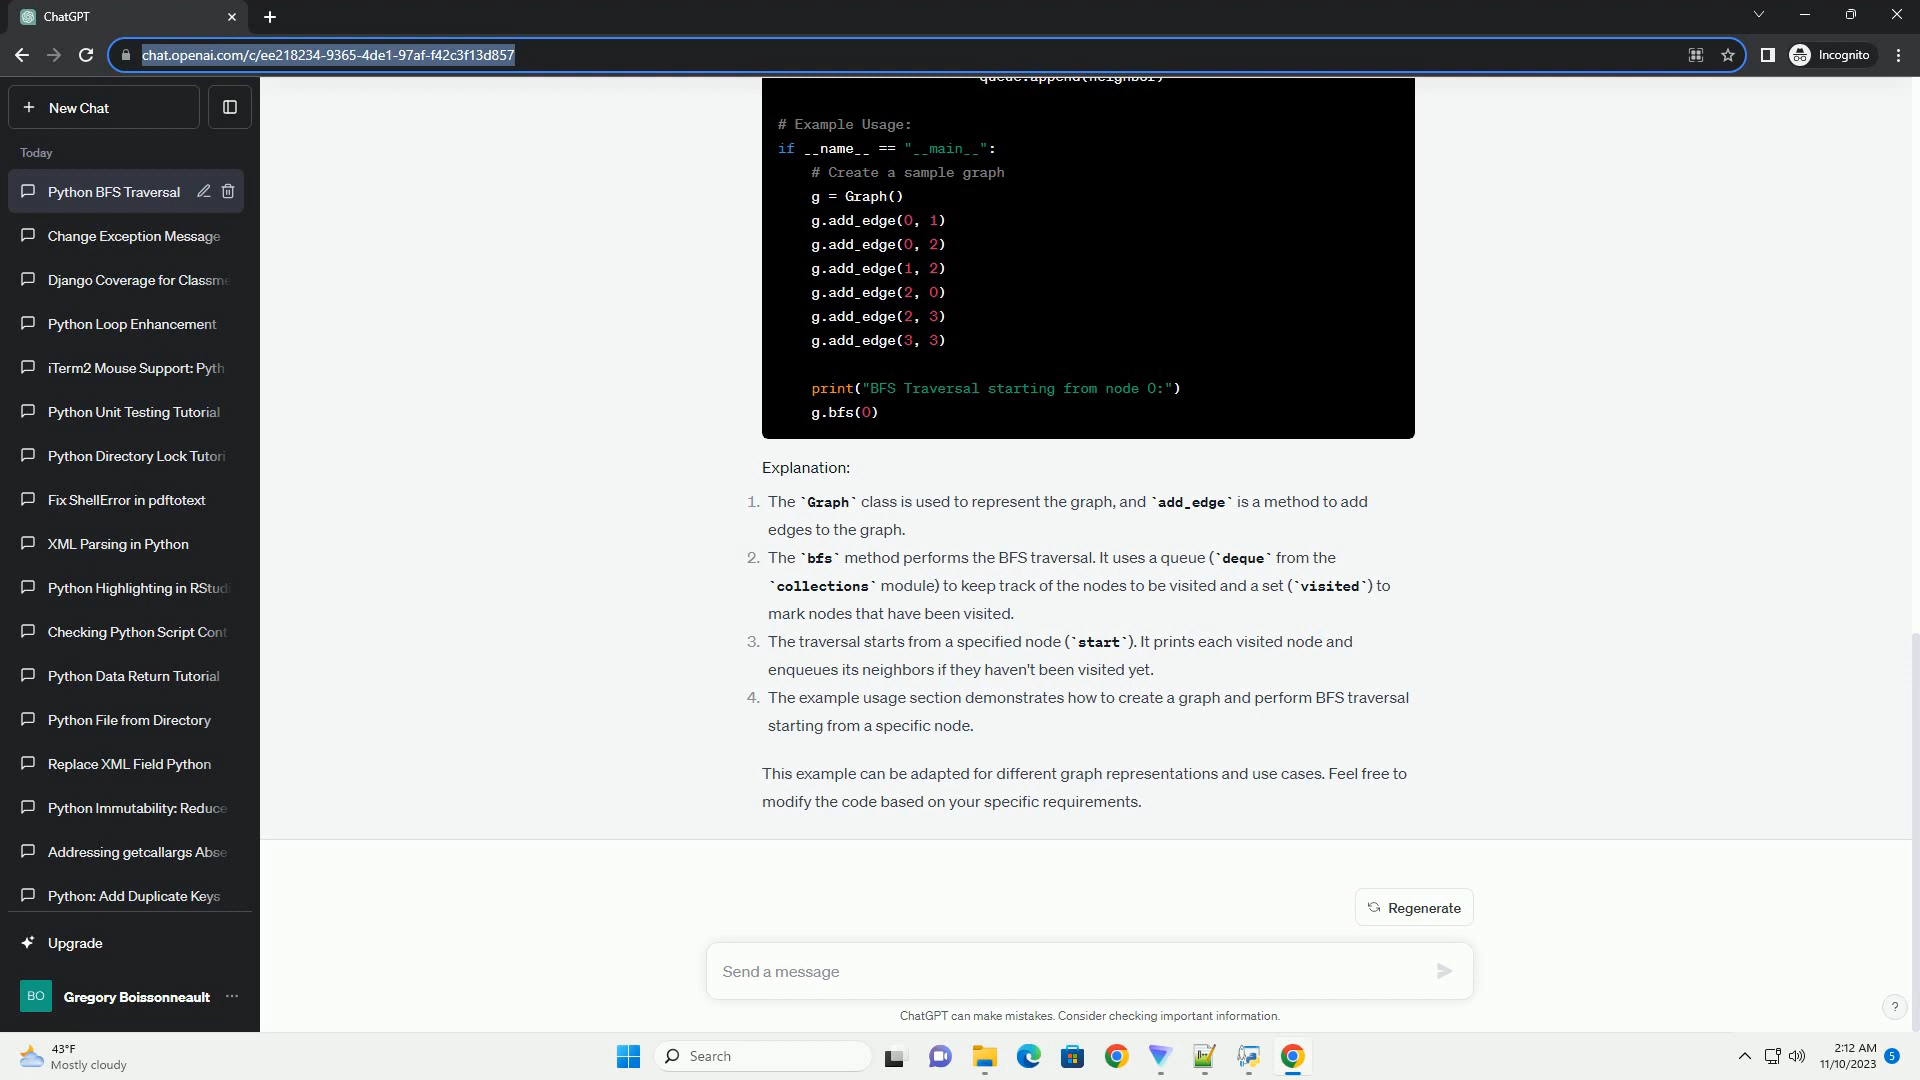 ChatGPT
chat.openai.com/c/ee218234-9365-4de1-97af-f42c3f13d857
Incognito
New Chat
Today
Python BFS Traversal
Change Exception Message
Django Coverage for Classme
Python Loop Enhancement
iTerm2 Mouse Support: Pyth
Python Unit Testing Tutorial
Python Directory Lock Tutori
Fix ShellError in pdftotext
XML Parsing in Python
Python Highlighting in RStudi
Checking Python Script Cont
Python Data Return Tutorial
Python File from Directory
Replace XML Field Python
Python Immutability: Reduce
Addressing getcallargs Abse
Python: Add Duplicate Keys
Upgrade
BO Gregory Boissonneault ...
queue.append(neighbor)
# Example Usage:
if __name__ == "__main__":
# Create a sample graph
g = Graph()
g.add_edge(0, 1)
g.add_edge(0, 2)
g.add_edge(1, 2)
g.add_edge(2, 0)
g.add_edge(2, 3)
g.add_edge(3, 3)
print("BFS Traversal starting from node 0:")
g.bfs(0)
Explanation:
1. The `Graph` class is used to represent the graph, and `add_edge` is a method to add
edges to the graph.
2. The `bfs` method performs the BFS traversal. It uses a queue (`deque` from the
`collections` module) to keep track of the nodes to be visited and a set (`visited`) to
mark nodes that have been visited.
3. The traversal starts from a specified node (`start`). It prints each visited node and
enqueues its neighbors if they haven't been visited yet.
4. The example usage section demonstrates how to create a graph and perform BFS traversal
starting from a specific node.
This example can be adapted for different graph representations and use cases. Feel free to
modify the code based on your specific requirements.
Regenerate
Send a message
ChatGPT can make mistakes. Consider checking important information.
?
43°F
Mostly cloudy
Search
2:12 AM
11/10/2023
5